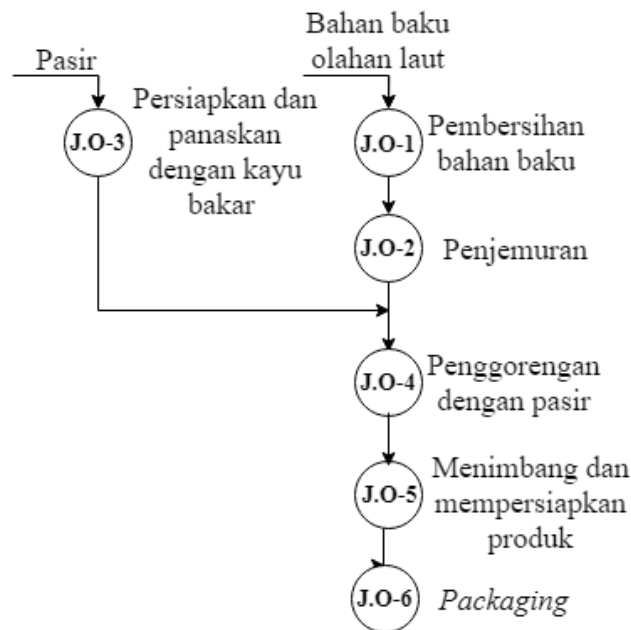 Pasir
J.O-3
Persiapkan dan
panaskan
dengan kayu
bakar
Bahan baku
olahan laut
J.O-1
Pembersihan
bahan baku
J.O-2
Penjemuran
J.O-4
Penggorengan
dengan pasir
J.O-5
Menimbang dan
mempersiapkan
produk
J.O-6
Packaging